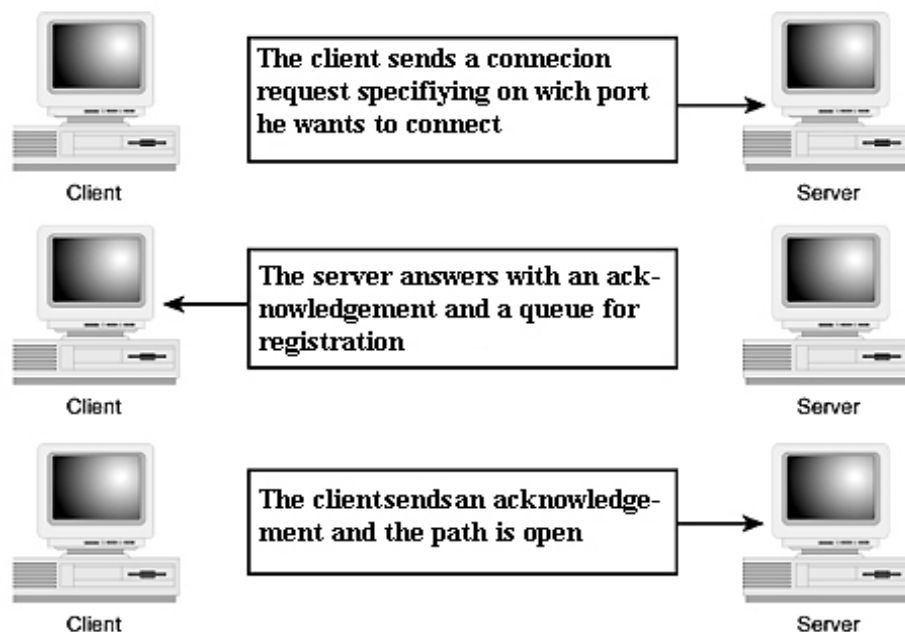 The client sends a connecion
request specifiying on wich port
he wants to connect
Client
Server
The server answers with an ack-
nowledgement and a queue for
registration
Client
Server
The clientsendsan acknowledge-
ment and the path is open
Client
Server